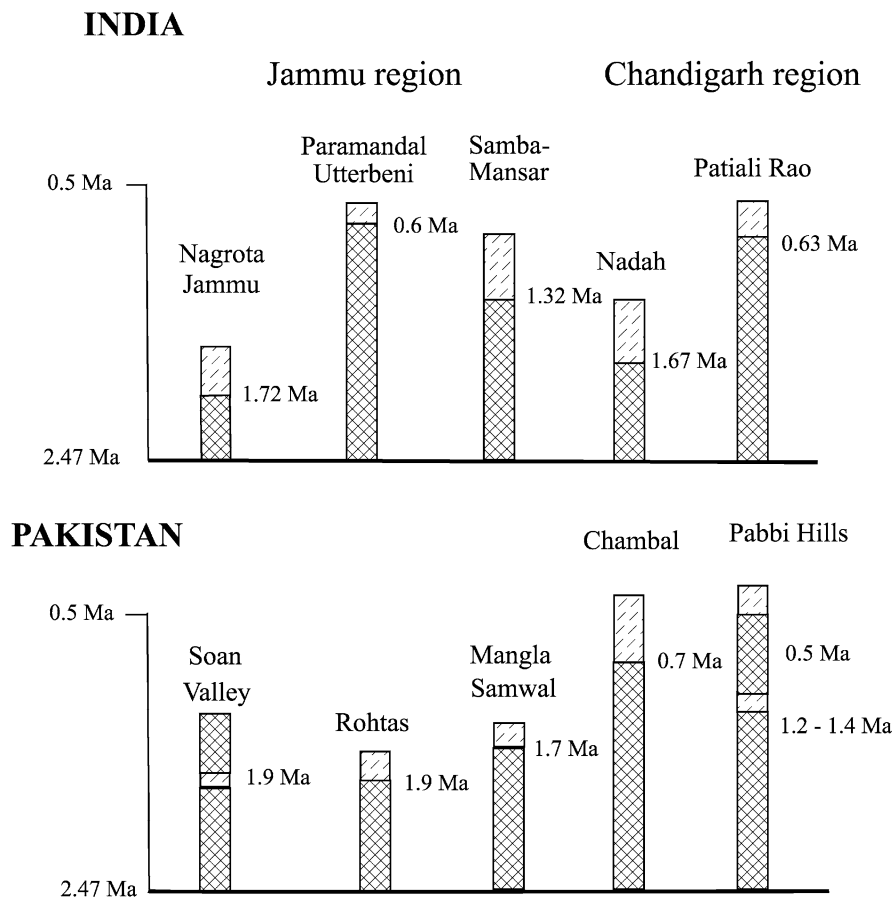 INDIA
Jammu region
Chandigarh region
Paramandal
Utterbeni
Samba-
Mansar
Patiali Rao
0.5 Ma
0.6 Ma
0.63 Ma
Nagrota
Jammu
Nadah
1.32 Ma
1.67 Ma
1.72 Ma
2.47 Ma
PAKISTAN
Chambal
Pabbi Hills
0.5 Ma
Soan
Valley
Mangla
Samwal
0.7 Ma
0.5 Ma
Rohtas
1.2 - 1.4 Ma
1.9 Ma
1.9 Ma
1.7 Ma
2.47 Ma